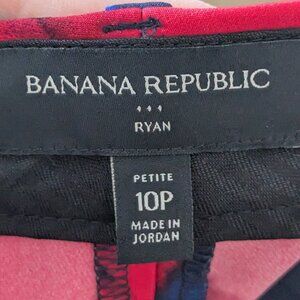 BANANA REPUBLIC
RYAN
PETITE
10P
MADE IN
JORDAN